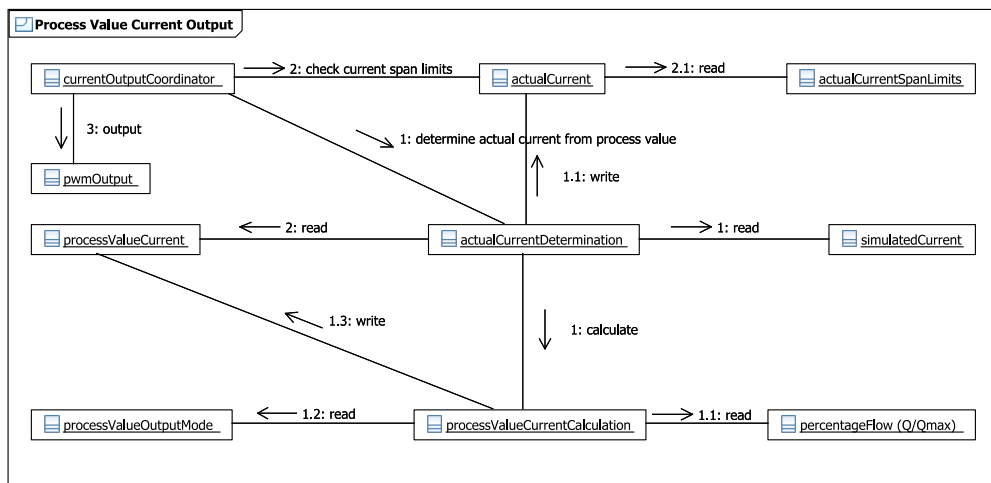 Process Value Current Output
currentOutputCoordinator
2: check current span limits
actualCurrent
2.1: read
actualCurrentSpanLimits
3: output
1: determine actual current from process value
pwmOutput
1.1: write
processValueCurrent
2: read
actualCurrentDetermination
1: read
simulatedCurrent
1.3: write
1: calculate
processValueOutputMode
1.2: read
processValueCurrentCalculation
1.1: read
percentageFlow (Q/Qmax)